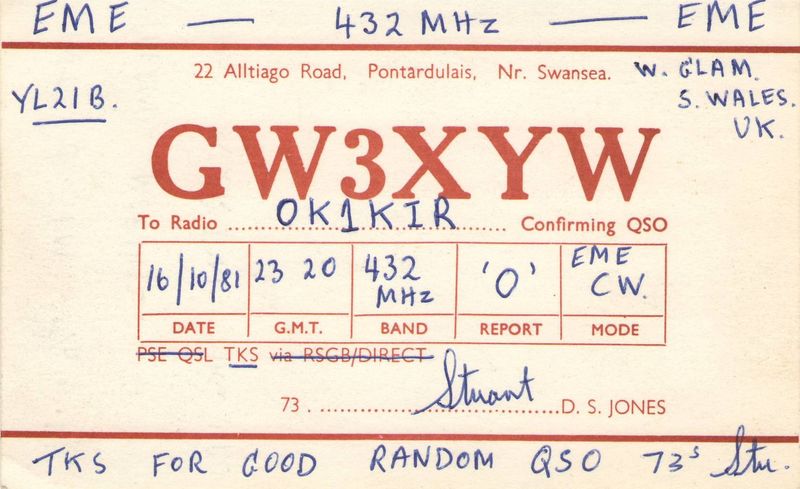 EME — 432 MHz — EME
22 Alltiago Road, Pontardulais, Nr. Swansea. W. GLAM.
S. WALES.
UK.
YL21B.
GW3XYW
To Radio OK1KIR Confirming QSO
16/10/81 23 20 432 MHz 'O' EME CW.
DATE G.M.T. BAND REPORT MODE
PSE QSL TKS via RSGB/DIRECT
73 . Stuart D. S. JONES
TKS FOR GOOD RANDOM QSO 73s Stu.